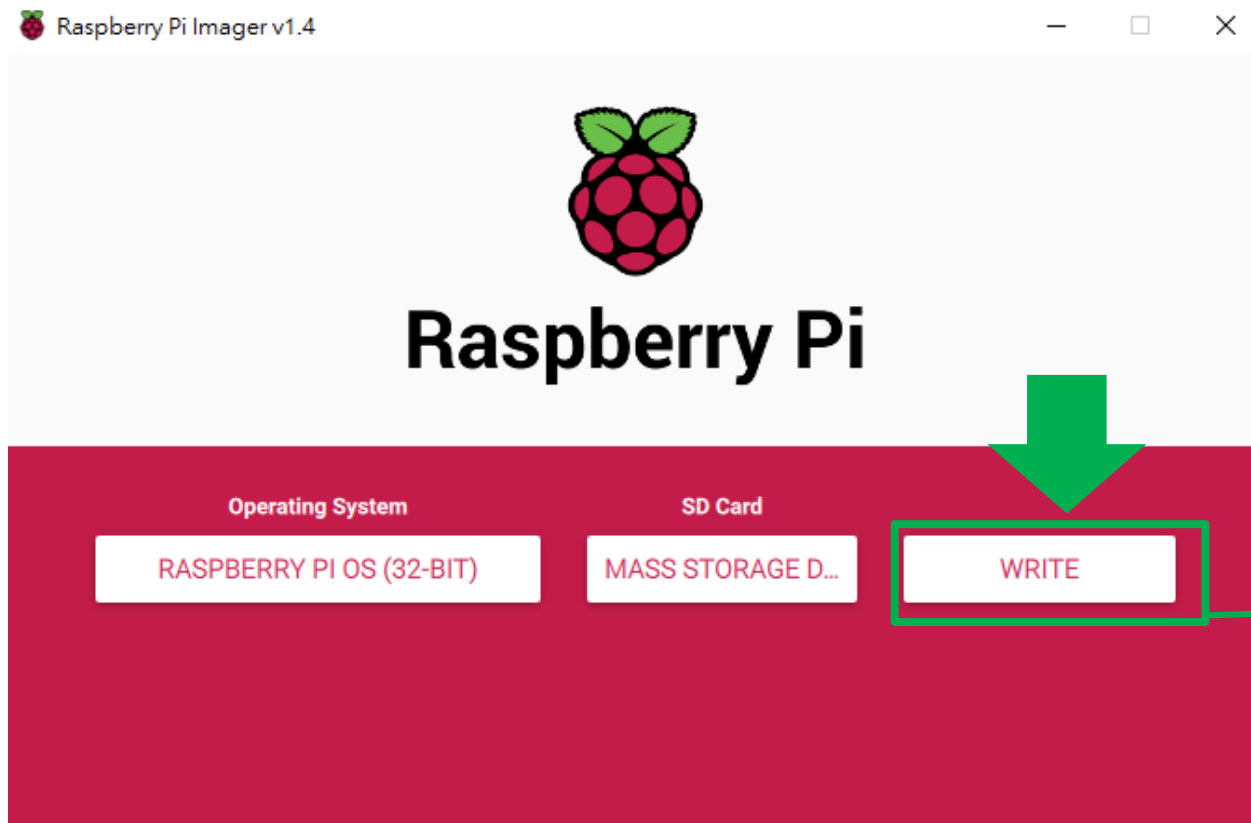 Raspberry Pi Imager v1.4
Raspberry Pi
Operating System
SD Card
RASPBERRY PI OS (32-BIT)
MASS STORAGE D...
WRITE